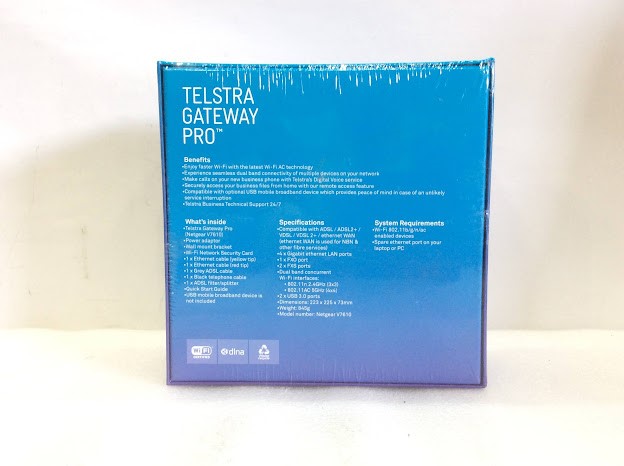 TELSTRA
GATEWAY
PRO™
Benefits
•Enjoy faster Wi-Fi with the latest Wi-Fi AC technology
•Experience seamless dual band connectivity of multiple devices on your network
•Make calls on your new business phone with Telstra's Digital Voice service
•Securely access your business files from home with our remote access feature
•Compatible with optional USB mobile broadband device which provides peace of mind in case of an unlikely
service interruption
•Telstra Business Technical Support 24/7
What's inside
•Telstra Gateway Pro
(Netgear V7610)
•Power adapter
•Wall mount bracket
•Wi-Fi Network Security Card
•1 x Ethernet cable (yellow tip)
•1 x Ethernet cable (red tip)
•1 x Grey ADSL cable
•1 x Black telephone cable
•1 x ADSL filter/splitter
•Quick Start Guide
•USB mobile broadband device is
not included
Specifications
•Compatible with ADSL / ADSL2+ /
VDSL / VDSL 2+ / ethernet WAN
(ethernet WAN is used for NBN &
other fibre services)
•4 x Gigabit ethernet LAN ports
•1 x FXO port
•2 x FXS ports
•Dual band concurrent
Wi-Fi interfaces:
•802.11n 2.4GHz (3x3)
•802.11AC 5GHz (4x4)
•2 x USB 3.0 ports
•Dimensions: 223 x 225 x 73mm
•Weight: 845g
•Model number: Netgear V7610
System Requirements
•Wi-Fi 802.11b/g/n/ac
enabled devices
•Spare ethernet port on your
laptop or PC
Wi Fi
CERTIFIED
dlna